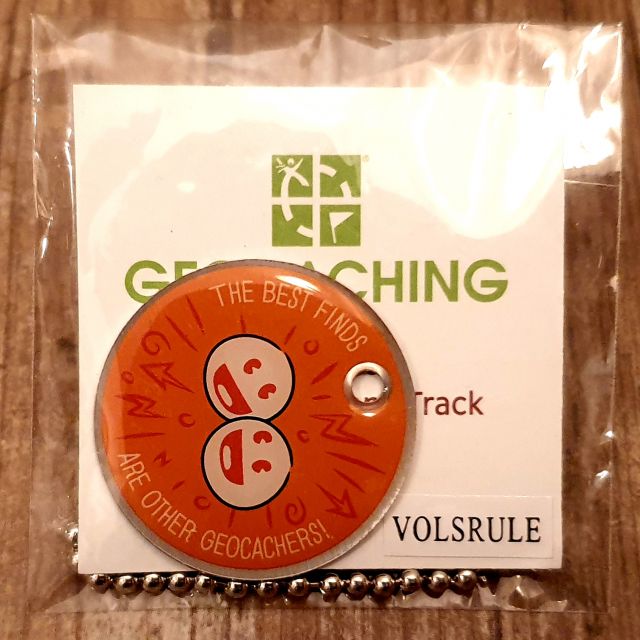 GEOCACHING
THE BEST FINDS
Track
ARE OTHER GEOCACHERS!
VOLSRULE